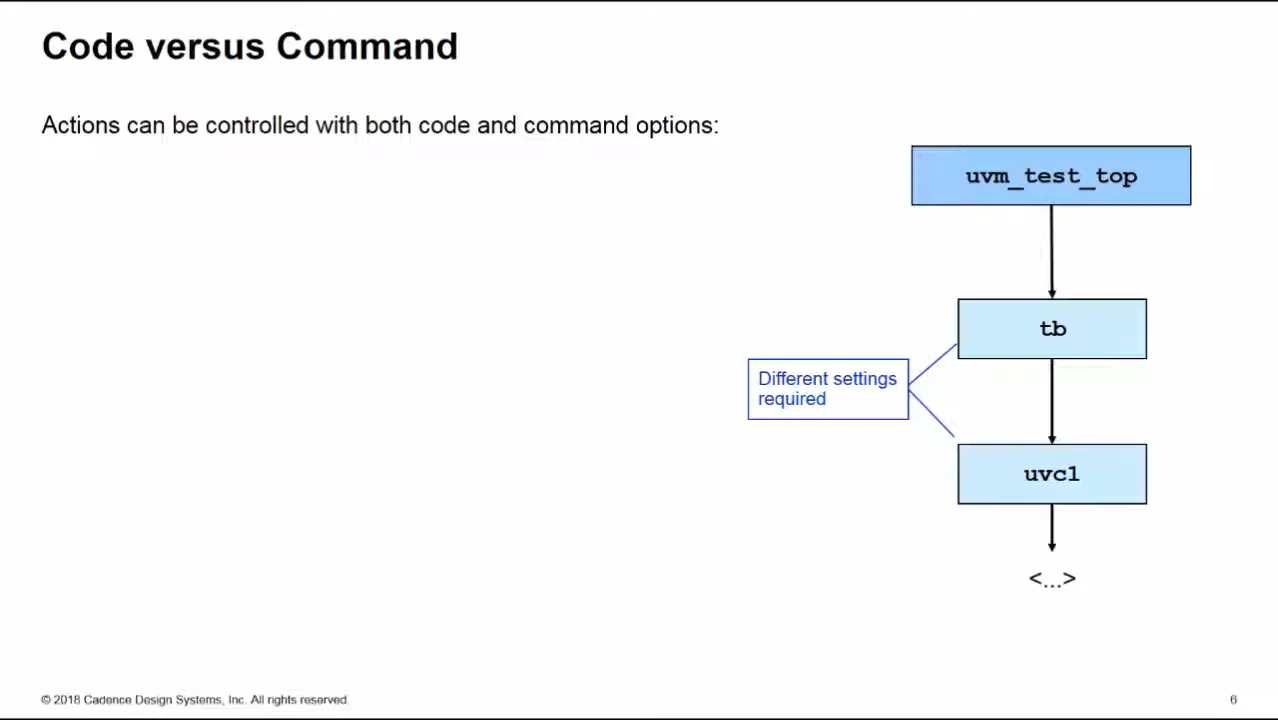 Code versus Command
Actions can be controlled with both code and command options:
uvm_test_top
tb
Different settings
required
uvc1
<...>
© 2018 Cadence Design Systems, Inc. All rights reserved.
6